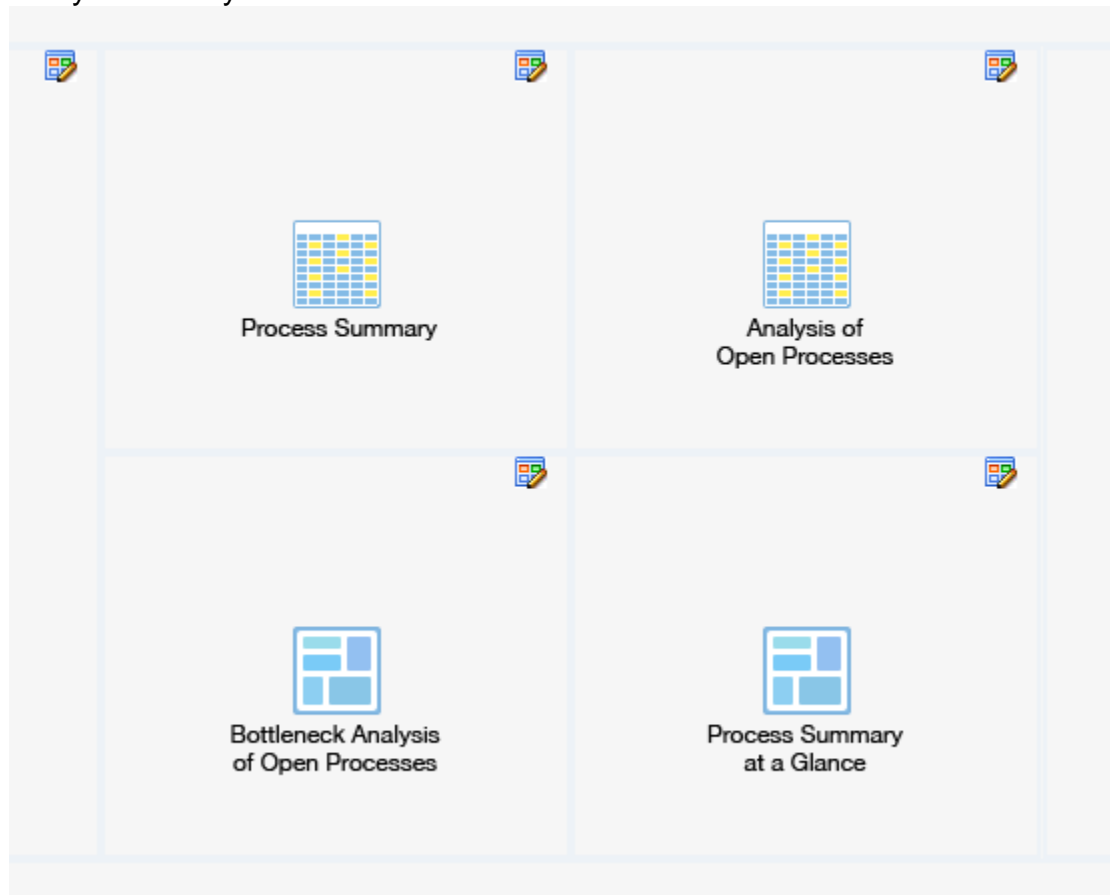 Process Summary
Analysis of
Open Processes
Bottleneck Analysis
of Open Processes
Process Summary
at a Glance